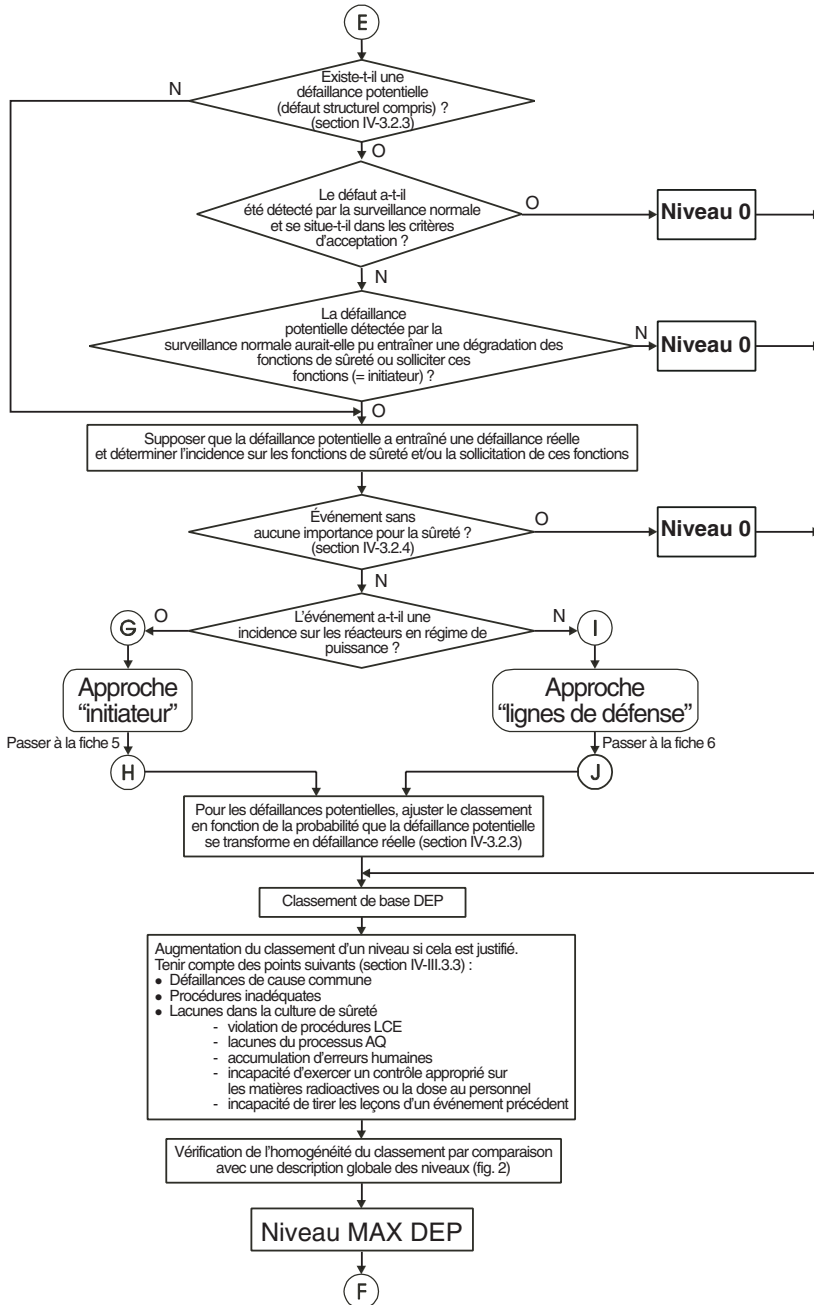 E
Existe-t-il une
défaillance potentielle
(défaut structurel compris) ?
(section IV-3.2.3)
N
O
Le défaut a-t-il
été détecté par la surveillance normale
et se situe-t-il dans les critères
d'acceptation ?
O
Niveau 0
N
La défaillance
potentielle détectée par la
surveillance normale aurait-elle pu entraîner une dégradation des
fonctions de sûreté ou solliciter ces
fonctions (= initiateur) ?
N
Niveau 0
O
Supposer que la défaillance potentielle a entraîné une défaillance réelle
et déterminer l'incidence sur les fonctions de sûreté et/ou la sollicitation de ces fonctions
Événement sans
aucune importance pour la sûreté ?
(section IV-3.2.4)
O
Niveau 0
N
L'événement a-t-il une
incidence sur les réacteurs en régime de
puissance ?
G
O
N
I
Approche
"initiateur"
Approche
"lignes de défense"
Passer à la fiche 5
Passer à la fiche 6
H
J
Pour les défaillances potentielles, ajuster le classement
en fonction de la probabilité que la défaillance potentielle
se transforme en défaillance réelle (section IV-3.2.3)
Classement de base DEP
Augmentation du classement d'un niveau si cela est justifié.
Tenir compte des points suivants (section IV-III.3.3) :
● Défaillances de cause commune
● Procédures inadéquates
● Lacunes dans la culture de sûreté
- violation de procédures LCE
- lacunes du processus AQ
- accumulation d'erreurs humaines
- incapacité d'exercer un contrôle approprié sur
les matières radioactives ou la dose au personnel
- incapacité de tirer les leçons d'un événement précédent
Vérification de l'homogénéité du classement par comparaison
avec une description globale des niveaux (fig. 2)
Niveau MAX DEP
F